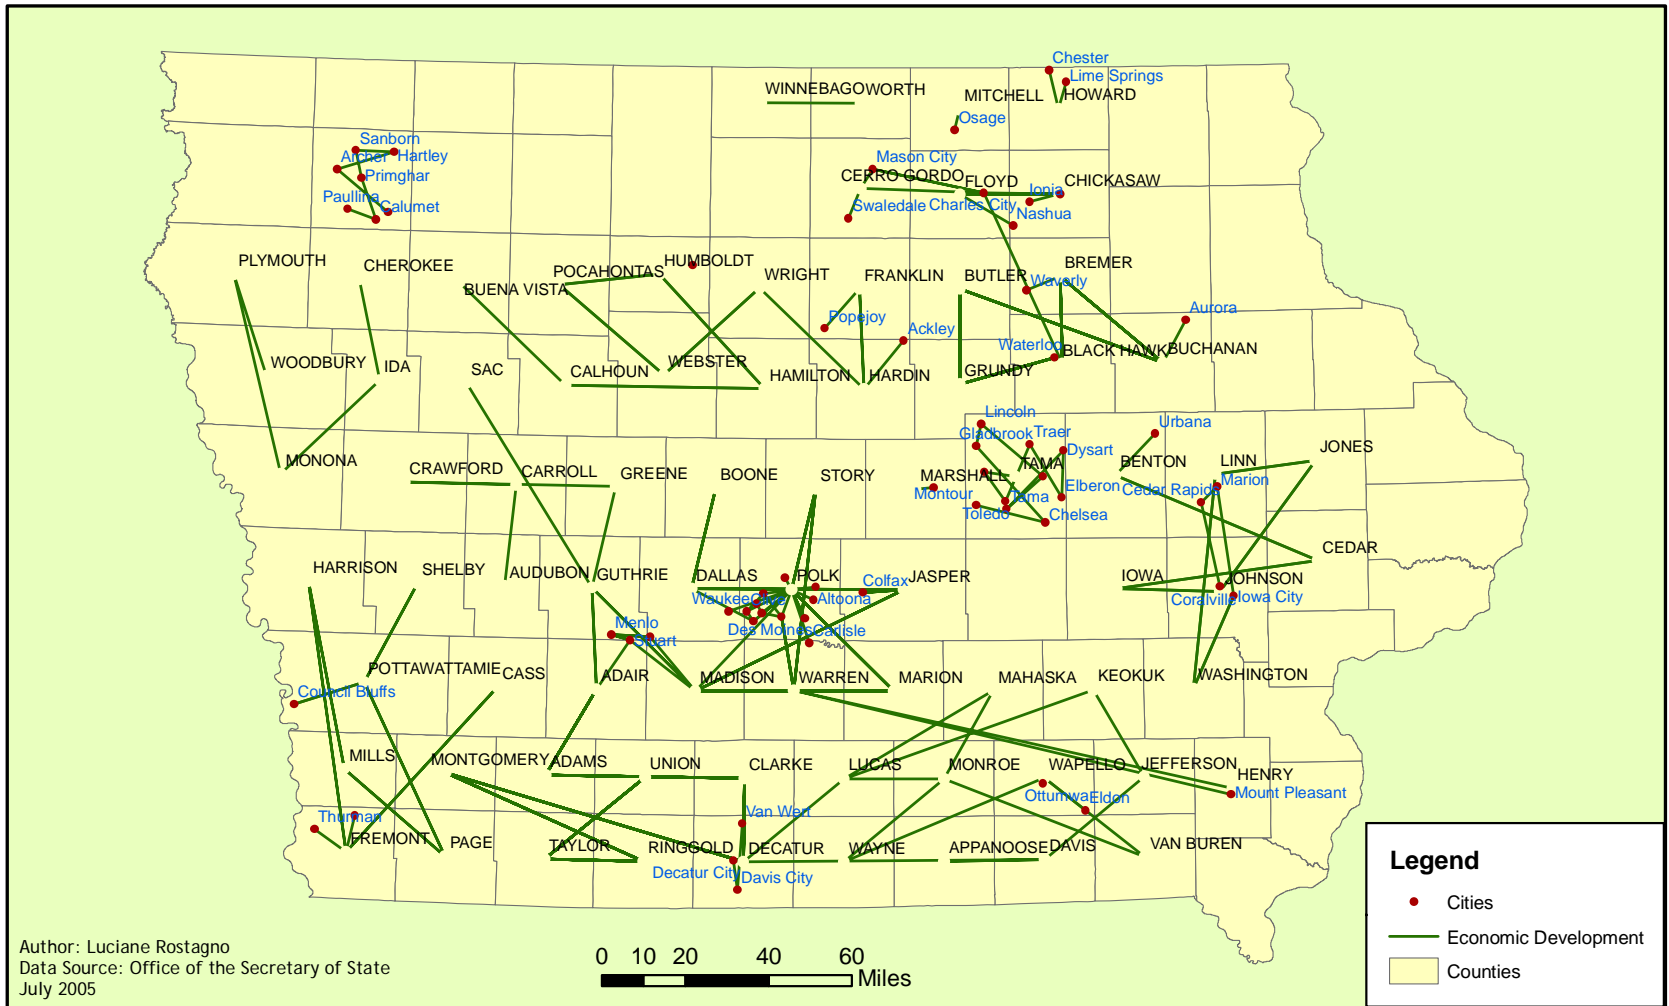 Chester
Lime Springs
WINNEBAGO
WORTH
MITCHELL
HOWARD
Osage
Sanborn
Archer
Hartley
Primghar
Paullina
Calumet
Mason City
CERRO GORDO
FLOYD
Ionia
CHICKASAW
Swaledale
Charles City
Nashua
PLYMOUTH
CHEROKEE
BUENA VISTA
POCAHONTAS
HUMBOLDT
WRIGHT
FRANKLIN
BUTLER
BREMER
Waverly
Popejoy
Ackley
Aurora
Waterloo
BLACK HAWK
BUCHANAN
WOODBURY
IDA
SAC
CALHOUN
WEBSTER
HAMILTON
HARDIN
GRUNDY
Lincoln
Gladbrook
Traer
Dysart
Urbana
MONONA
CRAWFORD
CARROLL
GREENE
BOONE
STORY
MARSHALL
TAMA
BENTON
LINN
JONES
Montour
Tama
Elberon
Cedar Rapids
Marion
Toledo
Chelsea
CEDAR
HARRISON
SHELBY
AUDUBON
GUTHRIE
DALLAS
POLK
Colfax
JASPER
IOWA
JOHNSON
Waukee
Clive
Altoona
Coralville
Iowa City
Menlo
Stuart
Des Moines
Carlisle
POTTAWATTAMIE
CASS
ADAIR
MADISON
WARREN
MARION
MAHASKA
KEOKUK
WASHINGTON
Council Bluffs
MILLS
MONTGOMERY
ADAMS
UNION
CLARKE
LUCAS
MONROE
WAPELLO
JEFFERSON
HENRY
Mount Pleasant
Ottumwa
Eldon
Thurman
Van Wert
FREMONT
PAGE
TAYLOR
RINGGOLD
DECATUR
WAYNE
APPANOOSE
DAVIS
VAN BUREN
Decatur City
Davis City
Legend
Cities
Economic Development
Counties
Author: Luciane Rostagno
Data Source: Office of the Secretary of State
July 2005
0 10 20 40 60
Miles